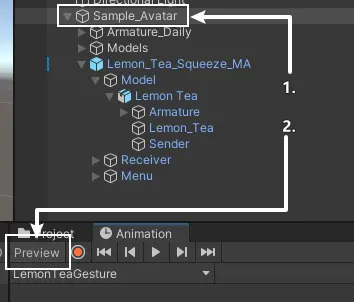 Directional Light
Sample_Avatar
Armature_Daily
Models
Lemon_Tea_Squeeze_MA
Model
Lemon Tea
Armature
Lemon_Tea
Sender
Receiver
Menu
1.
2.
Project
Animation
Preview
LemonTeaGesture